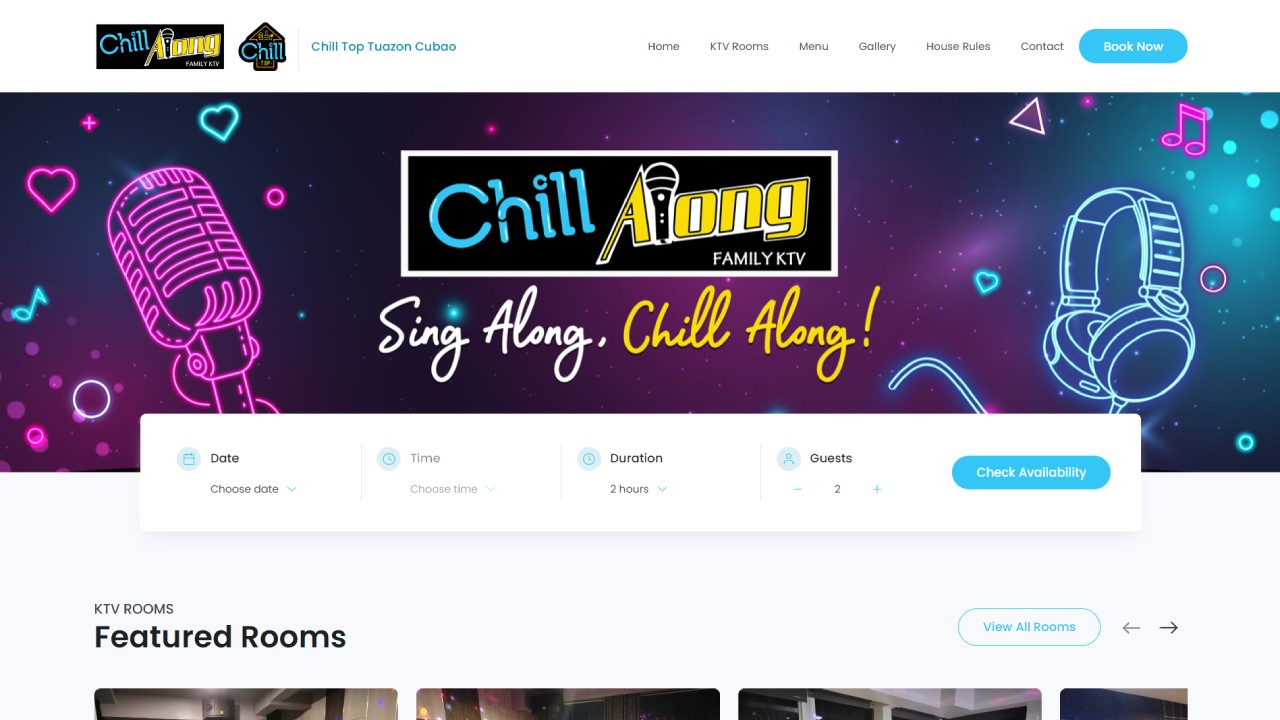 Chill Along
FAMILY KTV
Chill
TOP
Chill Top Tuazon Cubao
Home
KTV Rooms
Menu
Gallery
House Rules
Contact
Book Now
Chill Along
FAMILY KTV
Sing Along, Chill Along!
Date
Choose date
Time
Choose time
Duration
2 hours
Guests
2
Check Availability
KTV ROOMS
Featured Rooms
View All Rooms